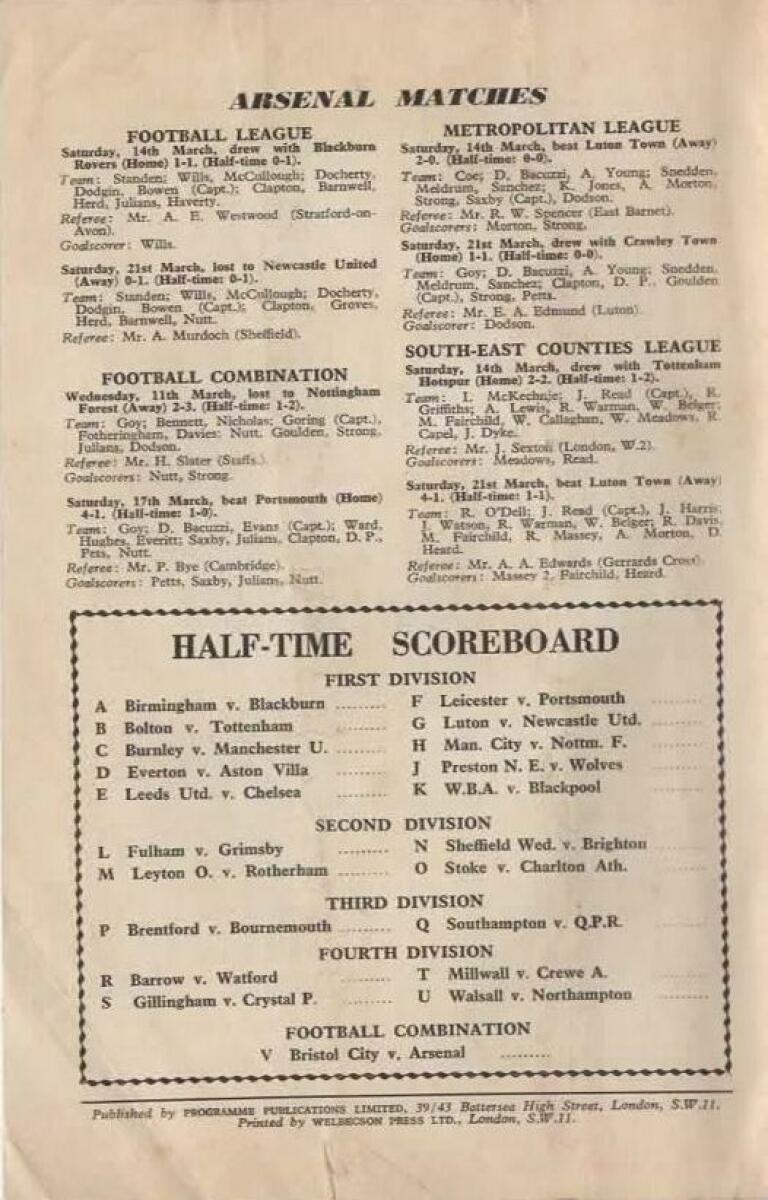 ARSENAL MATCHES
FOOTBALL LEAGUE
Saturday, 14th March, drew with Blackburn
Rovers (Home) 1-1. (Half-time 0-1).
Team: Standen; Wills, McCullough; Docherty,
Dodgin, Bowen (Capt.); Clapton, Barnwell,
Herd, Julians, Haverty.
Referee: Mr. A. E. Westwood (Stratford-on-
Avon).
Goalscorer: Wills.
Saturday, 21st March, lost to Newcastle United
(Away) 0-1. (Half-time: 0-1).
Team: Standen; Wills, McCullough; Docherty,
Dodgin, Bowen (Capt.); Clapton, Groves,
Herd, Barnwell, Nutt.
Referee: Mr. A. Murdoch (Sheffield).
FOOTBALL COMBINATION
Wednesday, 11th March, lost to Nottingham
Forest (Away) 2-3. (Half-time: 1-2).
Team: Goy; Bennett, Nicholas; Goring (Capt.),
Fotheringham, Davies; Nutt, Goulden, Strong,
Julians, Dodson.
Referee: Mr. H. Slater (Staffs.)
Goalscorers: Nutt, Strong.
Saturday, 17th March, beat Portsmouth (Home)
4-1. (Half-time: 1-0).
Team: Goy; D. Bacuzzi, Evans (Capt.); Ward,
Hughes, Everitt; Saxby, Julians, Clapton, D. P.,
Petts, Nutt.
Referee: Mr. P. Bye (Cambridge).
Goalscorers: Petts, Saxby, Julians, Nutt.
METROPOLITAN LEAGUE
Saturday, 14th March, beat Luton Town (Away)
2-0. (Half-time: 0-0).
Team: Coe; D. Bacuzzi, A. Young; Snedden,
Meldrum, Sanchez; K. Jones, A. Morton,
Strong, Saxby (Capt.), Dodson.
Referee: Mr. R. W. Spencer (East Barnet).
Goalscorers: Morton, Strong.
Saturday, 21st March, drew with Crawley Town
(Home) 1-1. (Half-time: 0-0).
Team: Goy; D. Bacuzzi, A. Young; Snedden,
Meldrum, Sanchez; Clapton, D. P., Goulden
(Capt.), Strong, Petts.
Referee: Mr. E. A. Edmund (Luton).
Goalscorer: Dodson.
SOUTH-EAST COUNTIES LEAGUE
Saturday, 14th March, drew with Tottenham
Hotspur (Home) 2-2. (Half-time: 1-2).
Team: I. McKechnie; J. Read (Capt.), R.
Griffiths; A. Lewis, R. Warman, W. Belger;
M. Fairchild, W. Callaghan, W. Meadows, R.
Capel, J. Dyke.
Referee: Mr. J. Sexton (London, W.2).
Goalscorers: Meadows, Read.
Saturday, 21st March, beat Luton Town (Away)
4-1. (Half-time: 1-1).
Team: R. O'Dell; J. Read (Capt.), J. Harris;
J. Watson, R. Warman, W. Belger; R. Davis,
M. Fairchild, R. Massey, A. Morton, D.
Heard.
Referee: Mr. A. A. Edwards (Gerrards Cross)
Goalscorers: Massey 2, Fairchild, Heard.
HALF-TIME SCOREBOARD
FIRST DIVISION
A Birmingham v. Blackburn .........
B Bolton v. Tottenham .........
C Burnley v. Manchester U. .........
D Everton v. Aston Villa .........
E Leeds Utd. v. Chelsea .........
F Leicester v. Portsmouth .........
G Luton v. Newcastle Utd. .........
H Man. City v. Nottm. F. .........
J Preston N. E. v. Wolves .........
K W.B.A. v. Blackpool .........
SECOND DIVISION
L Fulham v. Grimsby .........
M Leyton O. v. Rotherham .........
N Sheffield Wed. v. Brighton .........
O Stoke v. Charlton Ath. .........
THIRD DIVISION
P Brentford v. Bournemouth .........
Q Southampton v. Q.P.R. .........
FOURTH DIVISION
R Barrow v. Watford .........
S Gillingham v. Crystal P. .........
T Millwall v. Crewe A. .........
U Walsall v. Northampton .........
FOOTBALL COMBINATION
V Bristol City v. Arsenal .........
Published by PROGRAMME PUBLICATIONS LIMITED, 39/43 Battersea High Street, London, S.W.11.
Printed by WELBECSON PRESS LTD., London, S.W.11.